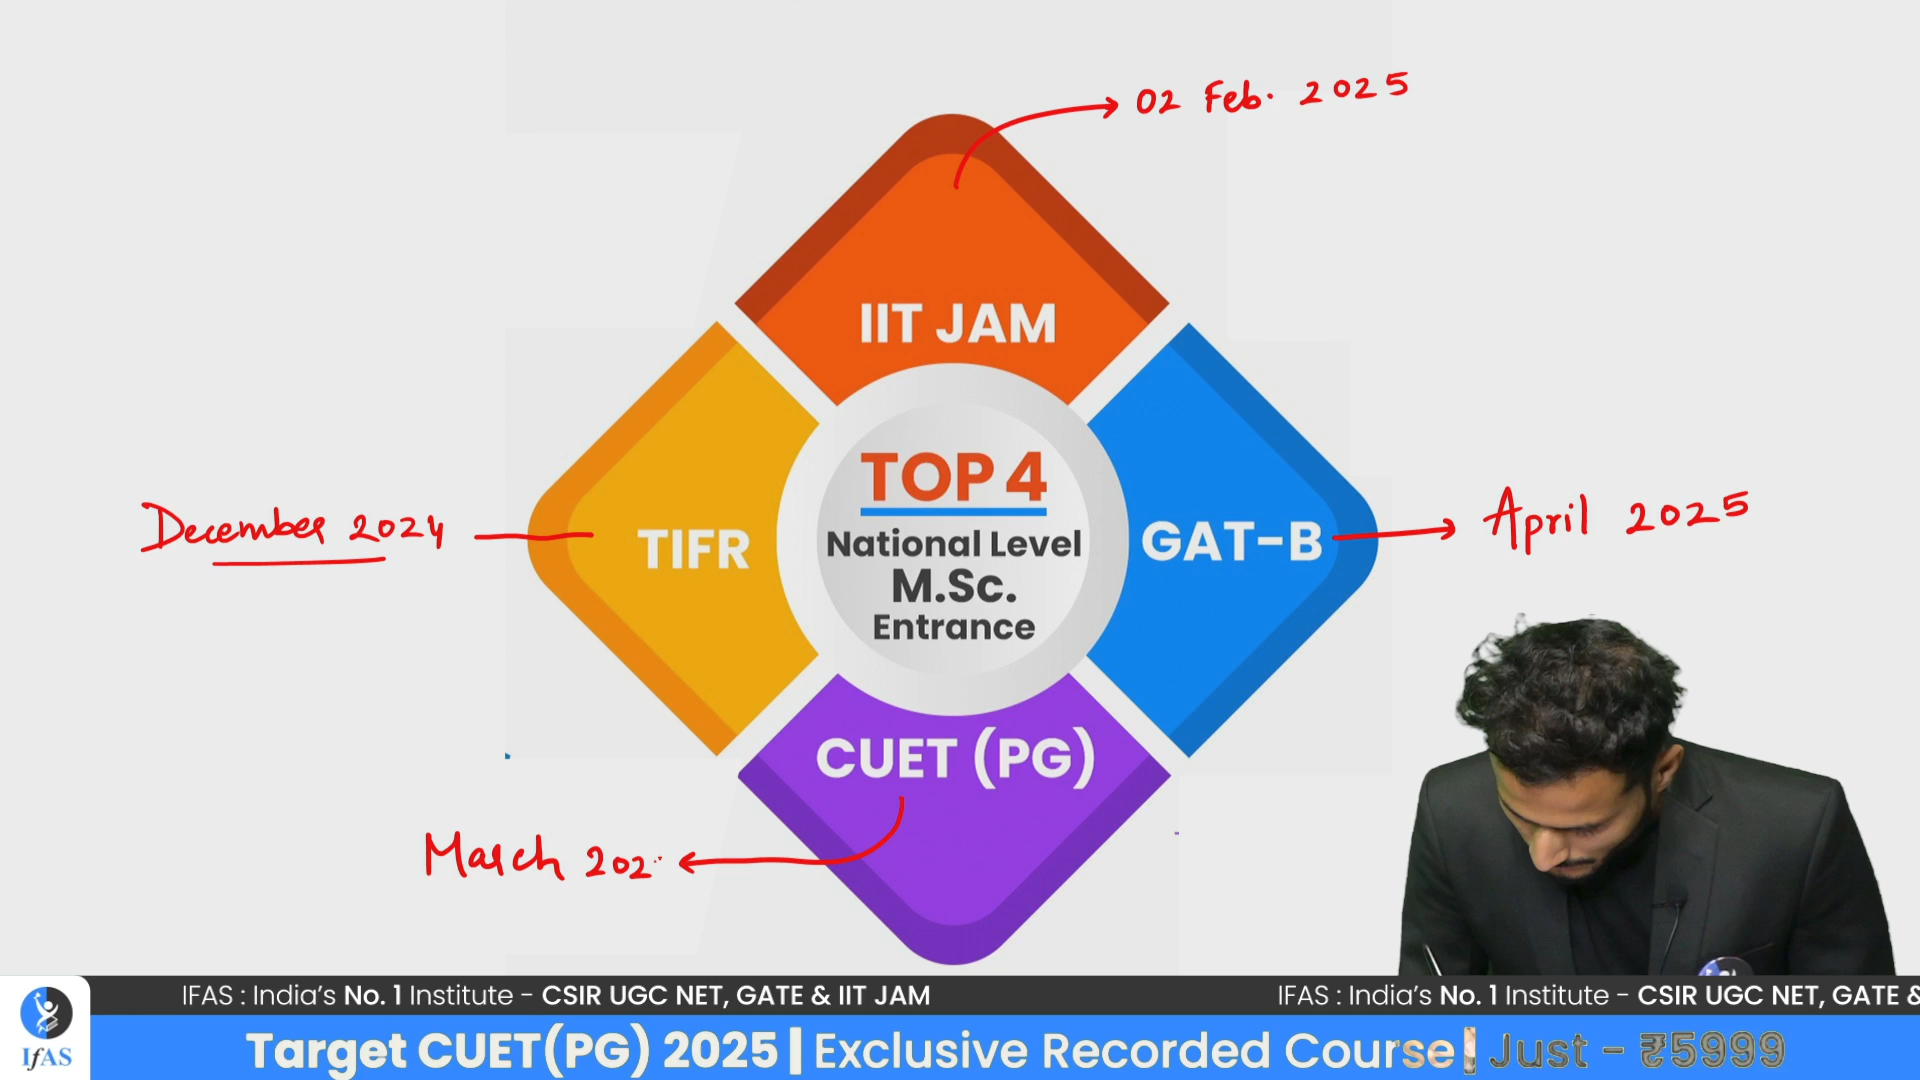 02 Feb. 2025
IIT JAM
TOP 4
National Level
M.Sc.
Entrance
December 2024
TIFR
GAT-B
April 2025
CUET (PG)
March 202
IFAS : India's No. 1 Institute - CSIR UGC NET, GATE & IIT JAM
IFAS : India's No. 1 Institute - CSIR UGC NET, GATE &
IfAS
Target CUET(PG) 2025 | Exclusive Recorded Course | Just - ₹5999